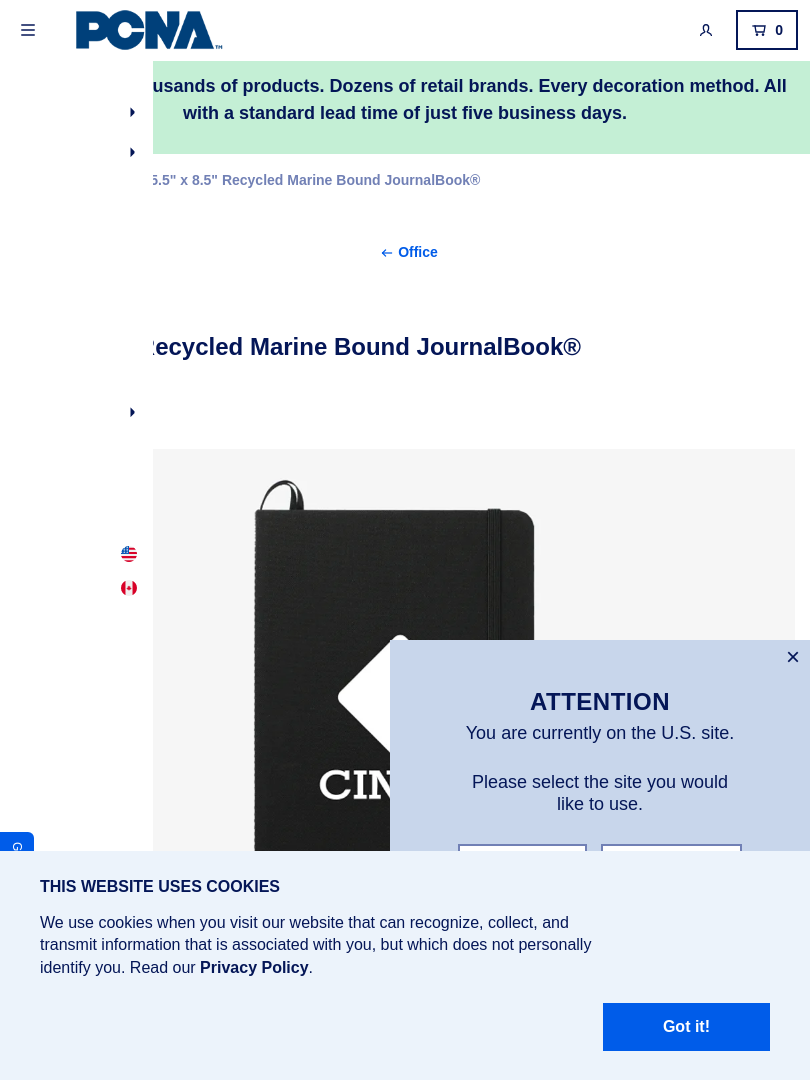 PCNA™
0
usands of products. Dozens of retail brands. Every decoration method. All
with a standard lead time of just five business days.
5.5" x 8.5" Recycled Marine Bound JournalBook®
← Office
Recycled Marine Bound JournalBook®
CIN
×
ATTENTION
You are currently on the U.S. site.
Please select the site you would
like to use.
G
THIS WEBSITE USES COOKIES
We use cookies when you visit our website that can recognize, collect, and
transmit information that is associated with you, but which does not personally
identify you. Read our Privacy Policy.
Got it!